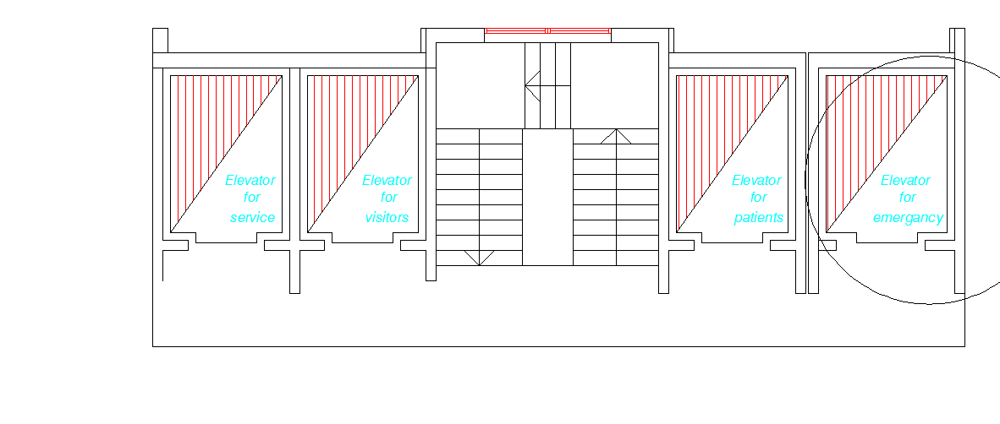 Elevator
for
service
Elevator
for
visitors
Elevator
for
patients
Elevator
for
emergancy